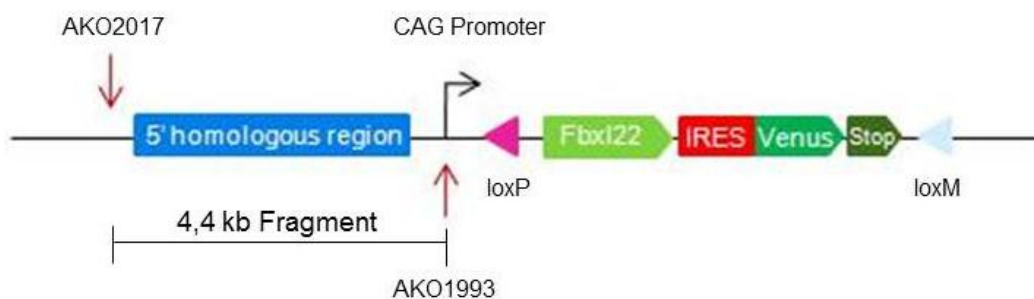 AKO2017
CAG Promoter
5' homologous region
Fbxl22
IRES
Venus
Stop
loxP
loxM
4,4 kb Fragment
AKO1993